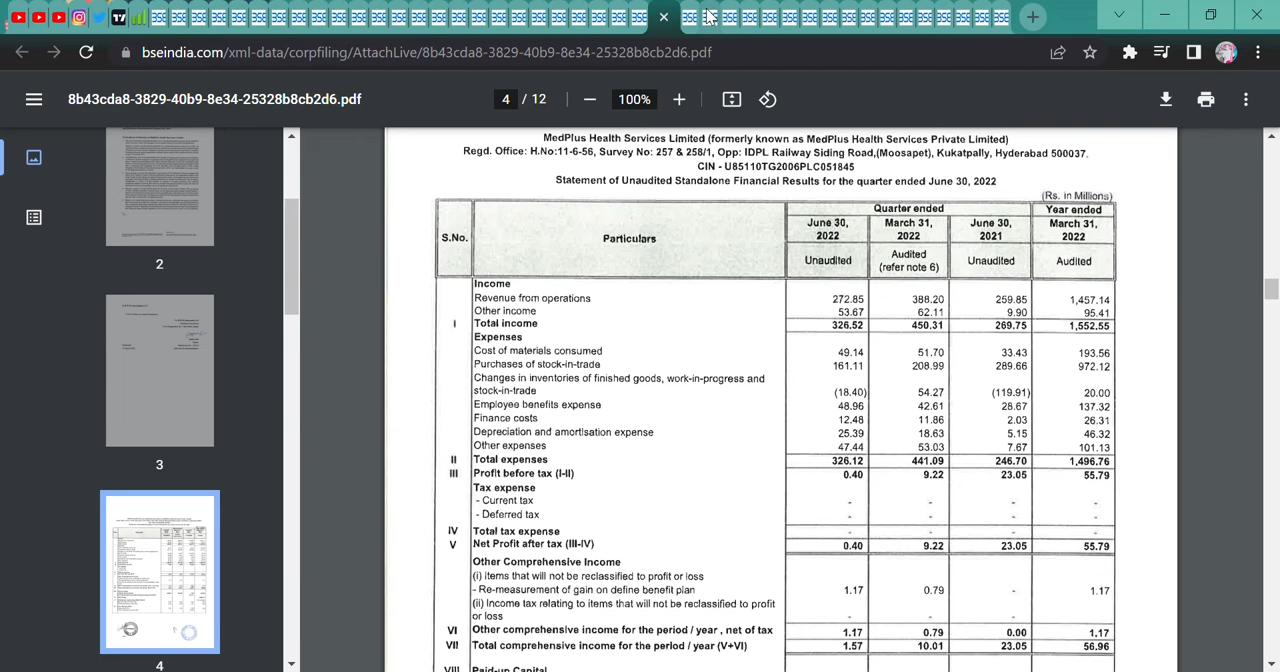 bseindia.com/xml-data/corpfiling/AttachLive/8b43cda8-3829-40b9-8e34-25328b8cb2d6.pdf
8b43cda8-3829-40b9-8e34-25328b8cb2d6.pdf 4 / 12 100%
2
3
4
MedPlus Health Services Limited (formerly known as MedPlus Health Services Private Limited)
Regd. Office: H.No:11-6-56, Survey No: 257 & 258/1, Opp: IDPL Railway Siding Road,(Moosapet), Kukatpally, Hyderabad 500037.
CIN - U85110TG2006PLC051845
Statement of Unaudited Standalone Financial Results for the quarter ended June 30, 2022
(Rs. in Millions)
Quarter ended Year ended
S.No. Particulars June 30, 2022 March 31, 2022 June 30, 2021 March 31, 2022
Unaudited Audited (refer note 6) Unaudited Audited
Income
Revenue from operations 272.85 388.20 259.85 1,457.14
Other income 53.67 62.11 9.90 95.41
I Total income 326.52 450.31 269.75 1,552.55
Expenses
Cost of materials consumed 49.14 51.70 33.43 193.56
Purchases of stock-in-trade 161.11 208.99 289.66 972.12
Changes in inventories of finished goods, work-in-progress and
stock-in-trade (18.40) 54.27 (119.91) 20.00
Employee benefits expense 48.96 42.61 28.67 137.32
Finance costs 12.48 11.86 2.03 26.31
Depreciation and amortisation expense 25.39 18.63 5.15 46.32
Other expenses 47.44 53.03 7.67 101.13
II Total expenses 326.12 441.09 246.70 1,496.76
III Profit before tax (I-II) 0.40 9.22 23.05 55.79
Tax expense
- Current tax - - - -
- Deferred tax - - - -
IV Total tax expense - - - -
V Net Profit after tax (III-IV) 0.40 9.22 23.05 55.79
Other Comprehensive Income
(i) items that will not be reclassified to profit or loss
- Re-measurement of gain on define benefit plan 1.17 0.79 - 1.17
(ii) Income tax relating to items that will not be reclassified to profit
or loss - - - -
VI Other comprehensive income for the period / year , net of tax 1.17 0.79 0.00 1.17
VII Total comprehensive income for the period / year (V+VI) 1.57 10.01 23.05 56.96
VIII Paid-up Capital